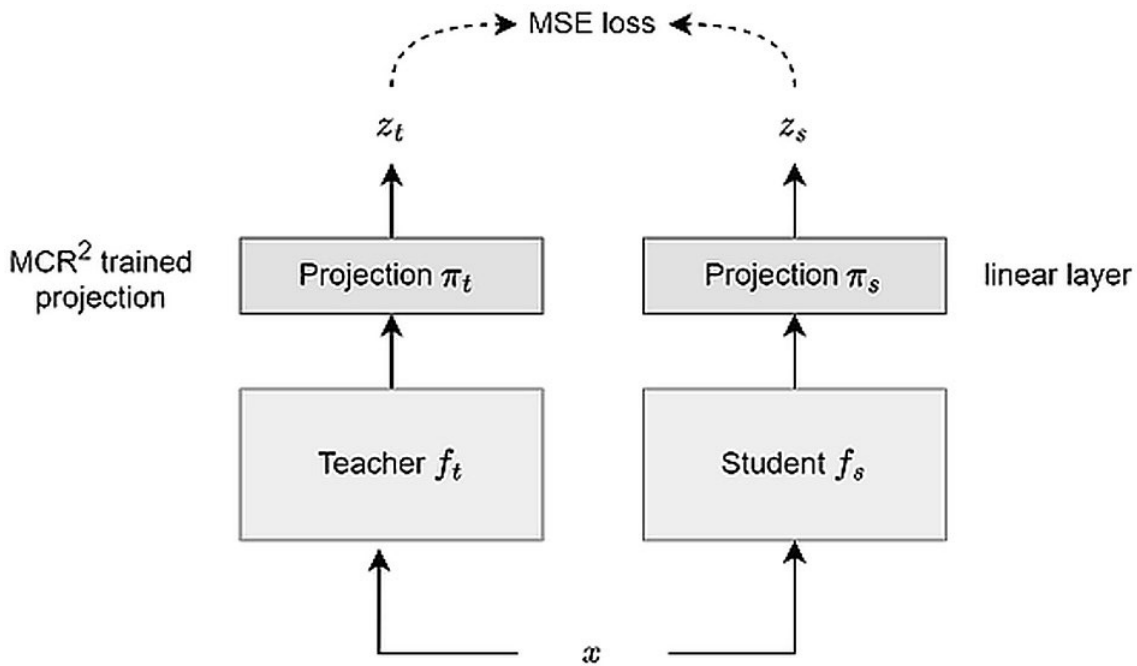 MSE loss
z_t
z_s
MCR² trained
projection
Projection π_t
Projection π_s
linear layer
Teacher f_t
Student f_s
x